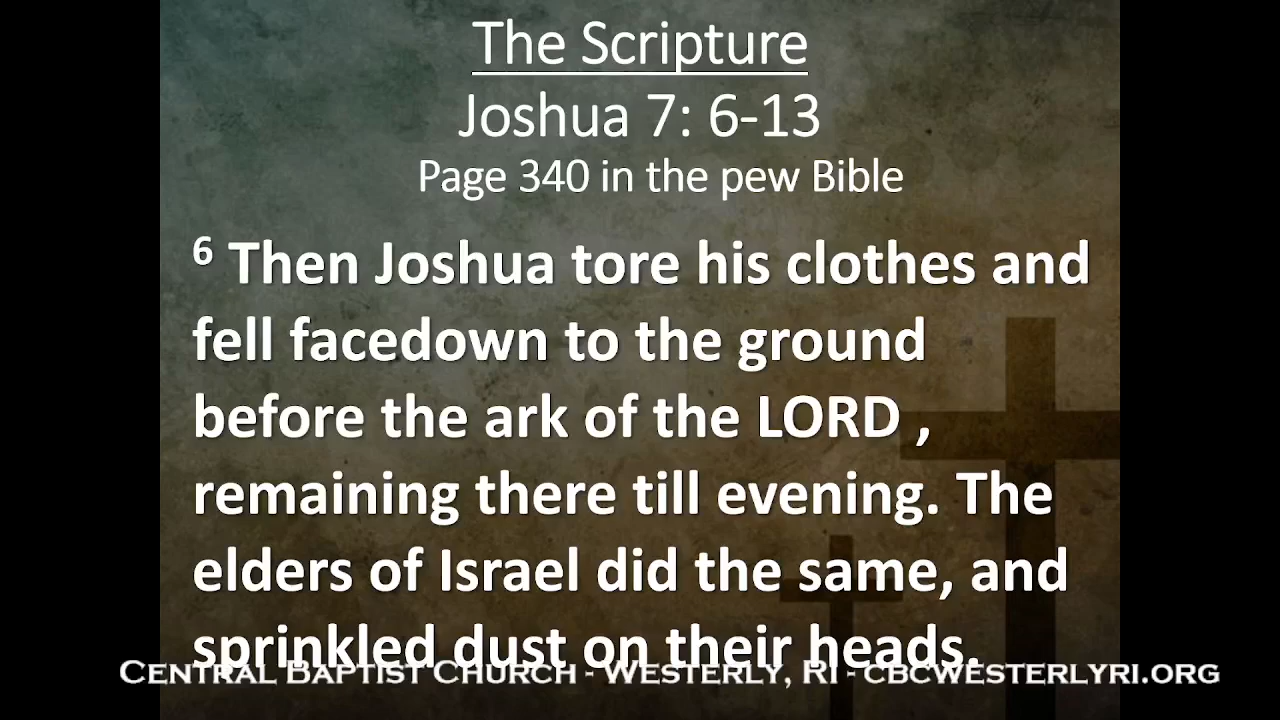 The Scripture
Joshua 7: 6-13
Page 340 in the pew Bible
6 Then Joshua tore his clothes and
fell facedown to the ground
before the ark of the LORD ,
remaining there till evening. The
elders of Israel did the same, and
sprinkled dust on their heads.
Central Baptist Church - Westerly, Ri - cbcwesterlyri.org